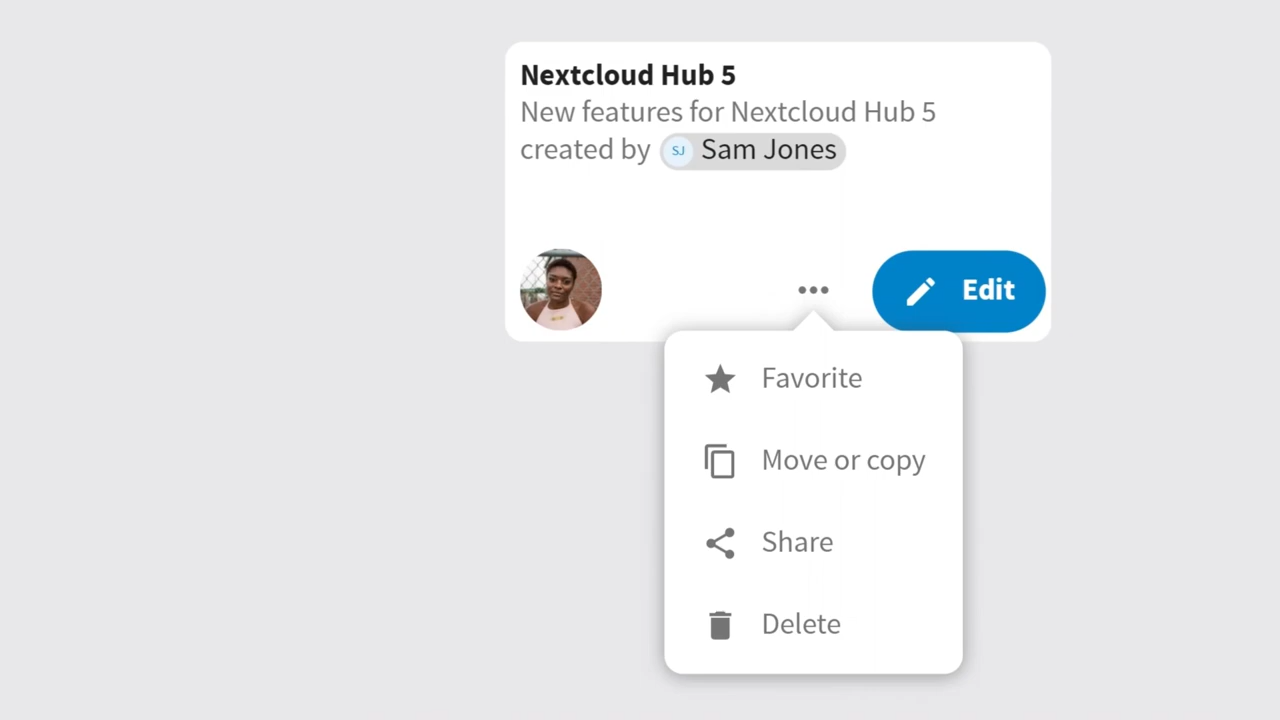 Nextcloud Hub 5
New features for Nextcloud Hub 5
created by SJ Sam Jones
Edit
Favorite
Move or copy
Share
Delete